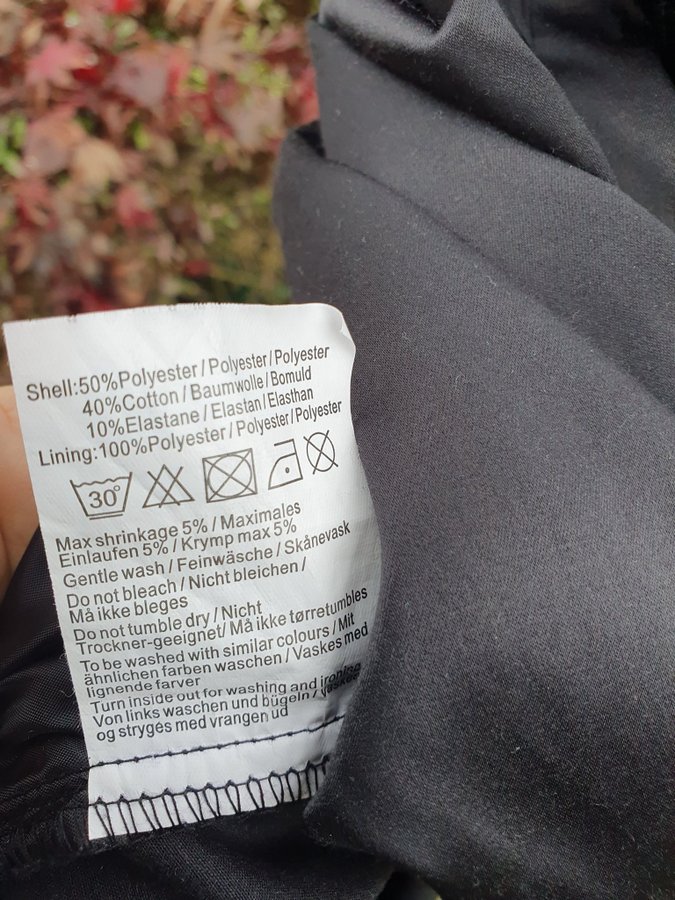 Shell:50%Polyester/Polyester/Polyester
40%Cotton/Baumwolle/Bomuld
10%Elastane/Elastan/Elasthan
Lining:100%Polyester/Polyester/Polyester
30°
Max shrinkage 5%/Maximales
Einlaufen 5%/Krymp max 5%
Gentle wash/Feinwäsche/Skånevask
Do not bleach/Nicht bleichen/
Må ikke bleges
Do not tumble dry/Nicht
Trockner-geeignet/Må ikke tørretumbles
To be washed with similar colours/Mit
ähnlichen farben waschen/Vaskes med
lignende farver
Turn inside out for washing and ironing
Von links waschen und bügeln/
og stryges med vrangen ud